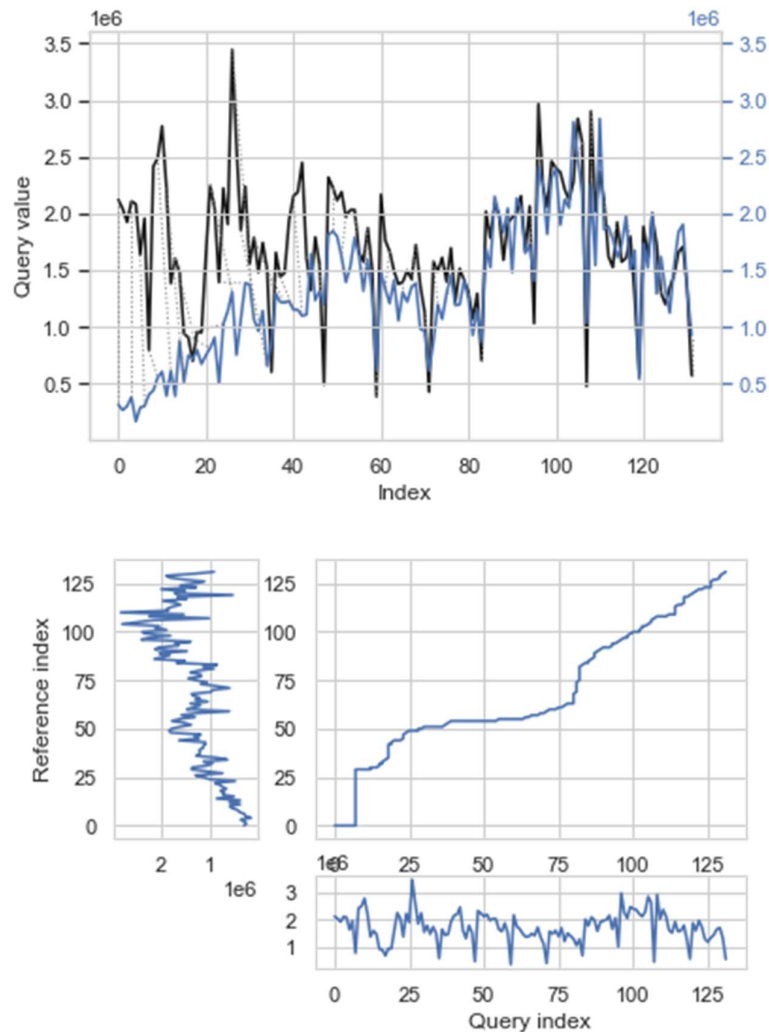 1e6 1e6
3.5 3.5
3.0 3.0
2.5 2.5
2.0 2.0
1.5 1.5
1.0 1.0
0.5 0.5
Query value
0 20 40 60 80 100 120
Index
125 125
100 100
75 75
50 50
25 25
0 0
Reference index
2 1
1e6
0 25 50 75 100 125
1e6
3
2
1
0 25 50 75 100 125
Query index